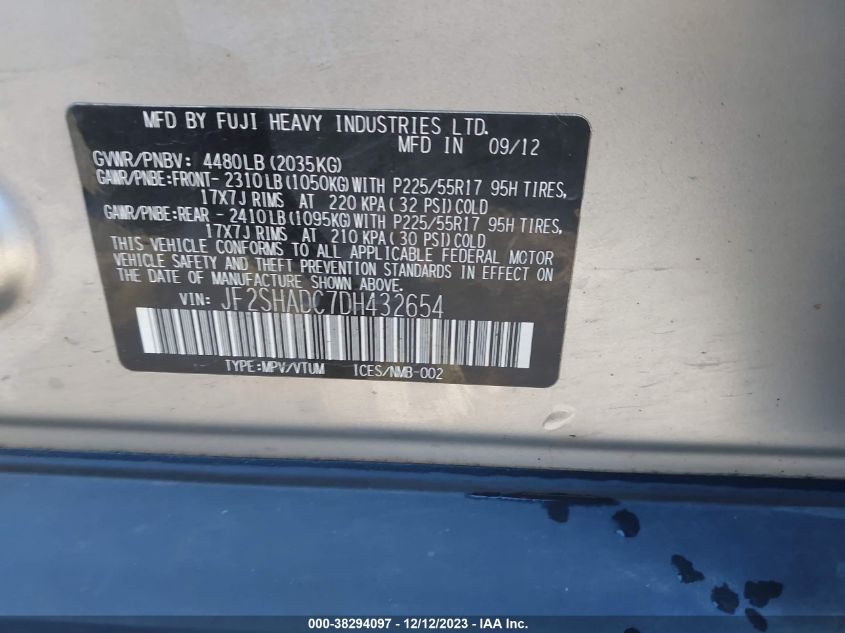 MFD BY FUJI HEAVY INDUSTRIES LTD.
MFD IN 09/12
GVWR/PNBV: 4480LB (2035KG)
GAWR/PNBE:FRONT- 2310LB(1050KG)WITH P225/55R17 95H TIRES,
17X7J RIMS AT 220 KPA(32 PSI)COLD
GAWR/PNBE:REAR - 2410LB(1095KG)WITH P225/55R17 95H TIRES,
17X7J RIMS AT 210 KPA(30 PSI)COLD
THIS VEHICLE CONFORMS TO ALL APPLICABLE FEDERAL MOTOR
VEHICLE SAFETY AND THEFT PREVENTION STANDARDS IN EFFECT ON
THE DATE OF MANUFACTURE SHOWN ABOVE.
VIN: JF2SHADC7DH432654
TYPE:MPV/VTUM ICES/NMB-002
000-38294097 - 12/12/2023 - IAA Inc.